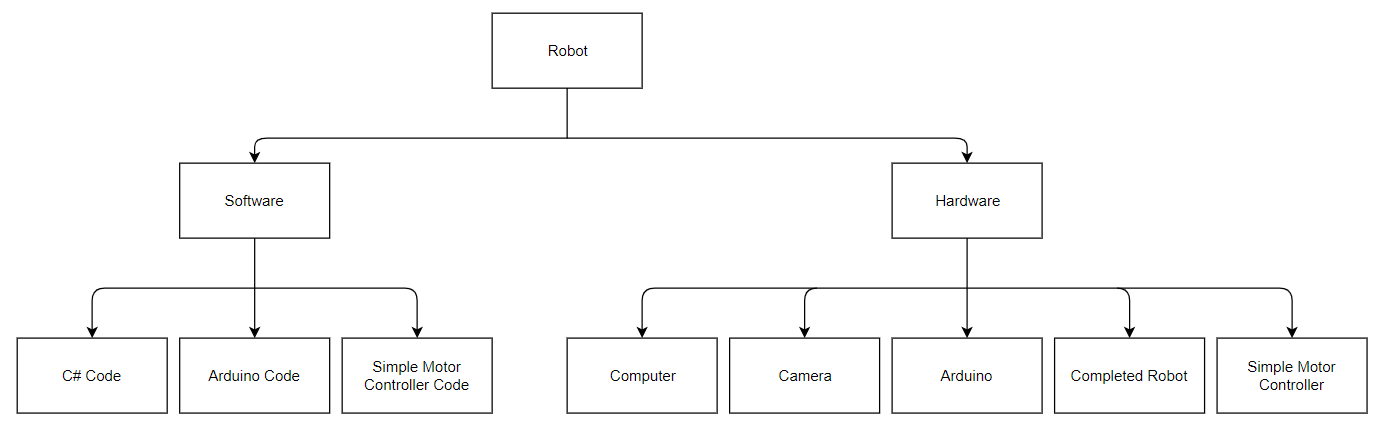 Robot
Software
Hardware
C# Code
Arduino Code
Simple Motor
Controller Code
Computer
Camera
Arduino
Completed Robot
Simple Motor
Controller